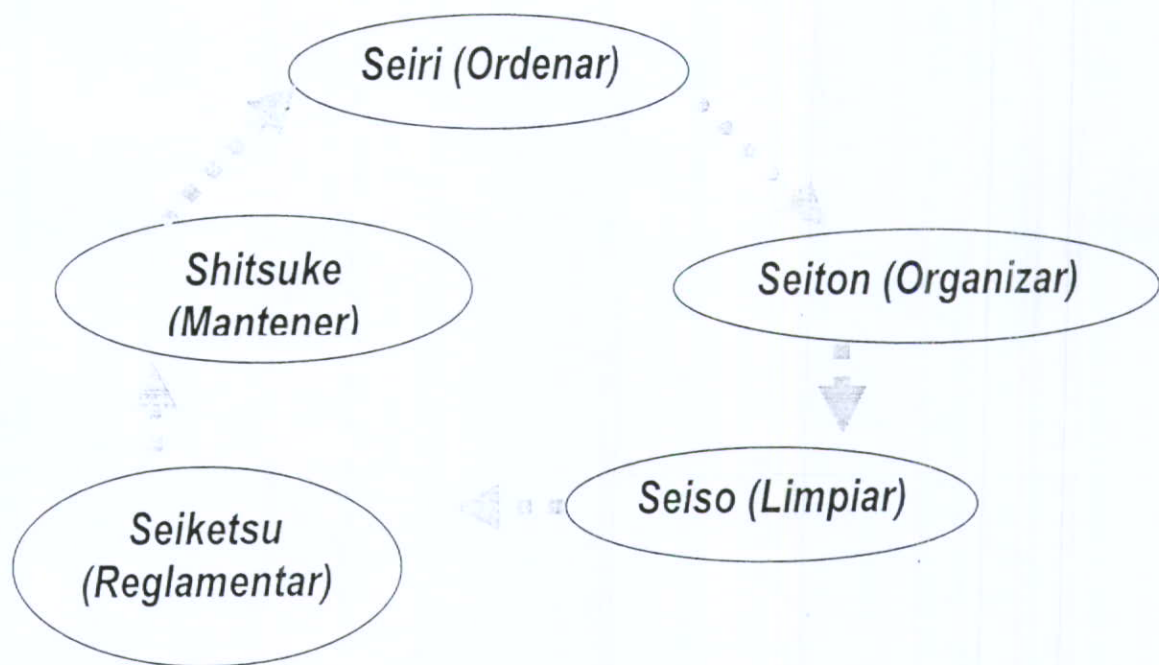 Seiri (Ordenar)
Seiton (Organizar)
Seiso (Limpiar)
Seiketsu
(Reglamentar)
Shitsuke
(Mantener)